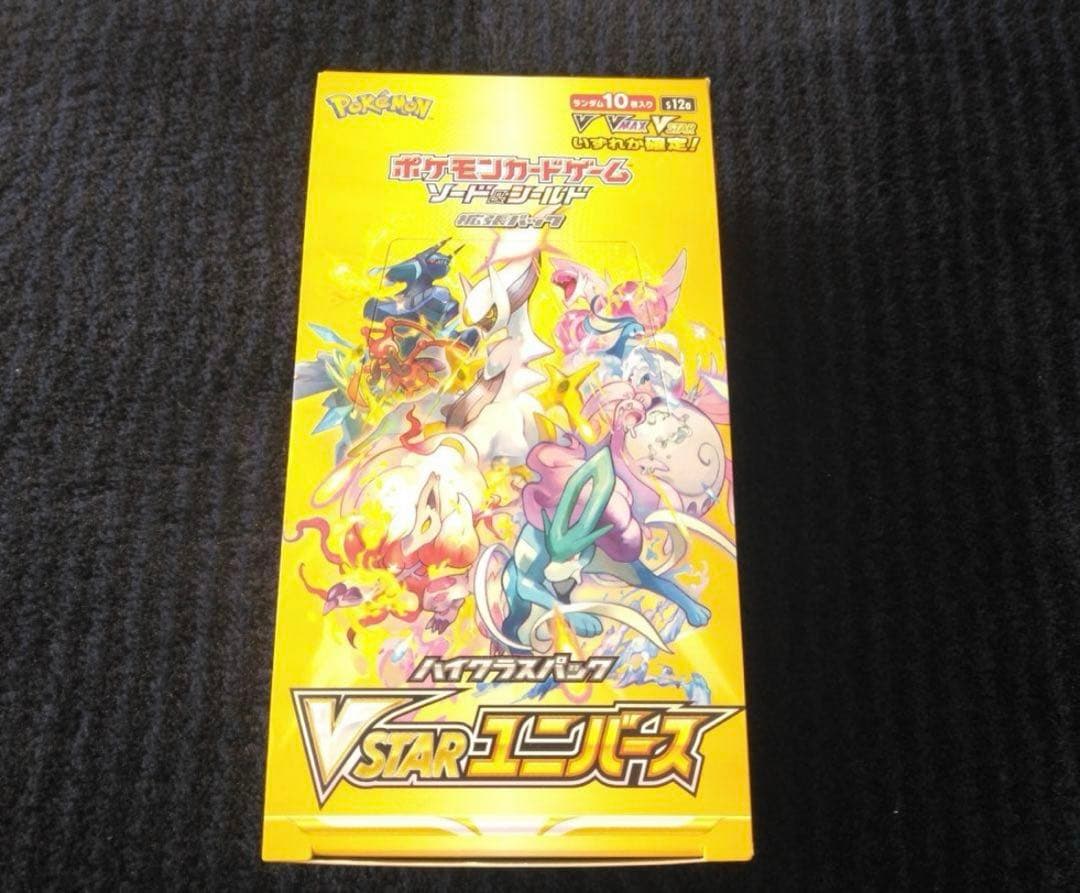 POKéMON™
ランダム10枚入り S12a
V VMAX VSTAR
いずれか確定!
ポケモンカードゲーム
ソード&シールド
拡張パック
ハイクラスパック
VSTARユニバース